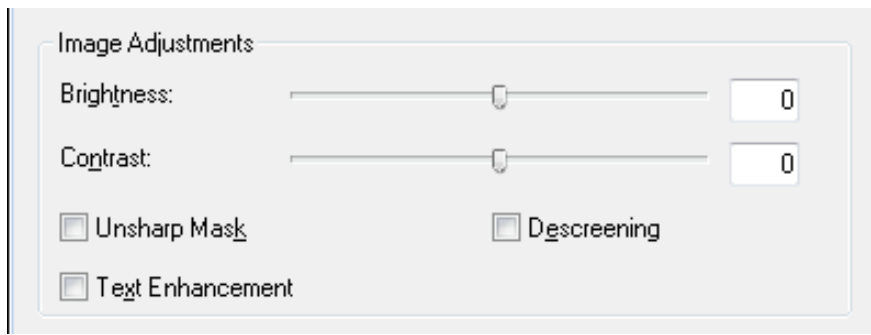 Image Adjustments
Brightness: 0
Contrast: 0
Unsharp Mask Descreening
Text Enhancement